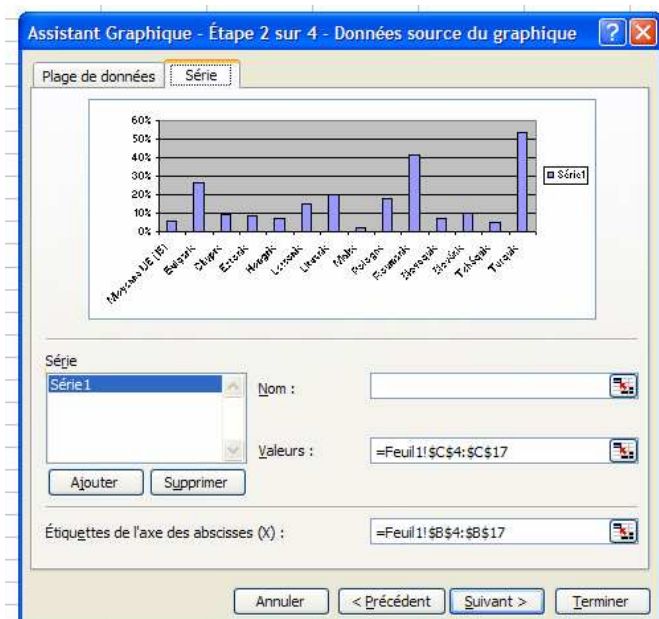 Assistant Graphique - Étape 2 sur 4 - Données source du graphique
Plage de données
Série
60%
50%
40%
30%
20%
10%
0%
Moyenne UE (15)
Bulgarie
Chypre
Estonie
Hongrie
Lettonie
Lituanie
Malte
Pologne
Roumanie
Slovaquie
Slovénie
Tchéquie
Turquie
Série1
Série
Série1
Nom :
Valeurs :
=Feuil1!$C$4:$C$17
Ajouter
Supprimer
Étiquettes de l'axe des abscisses (X) :
=Feuil1!$B$4:$B$17
Annuler
< Précédent
Suivant >
Terminer